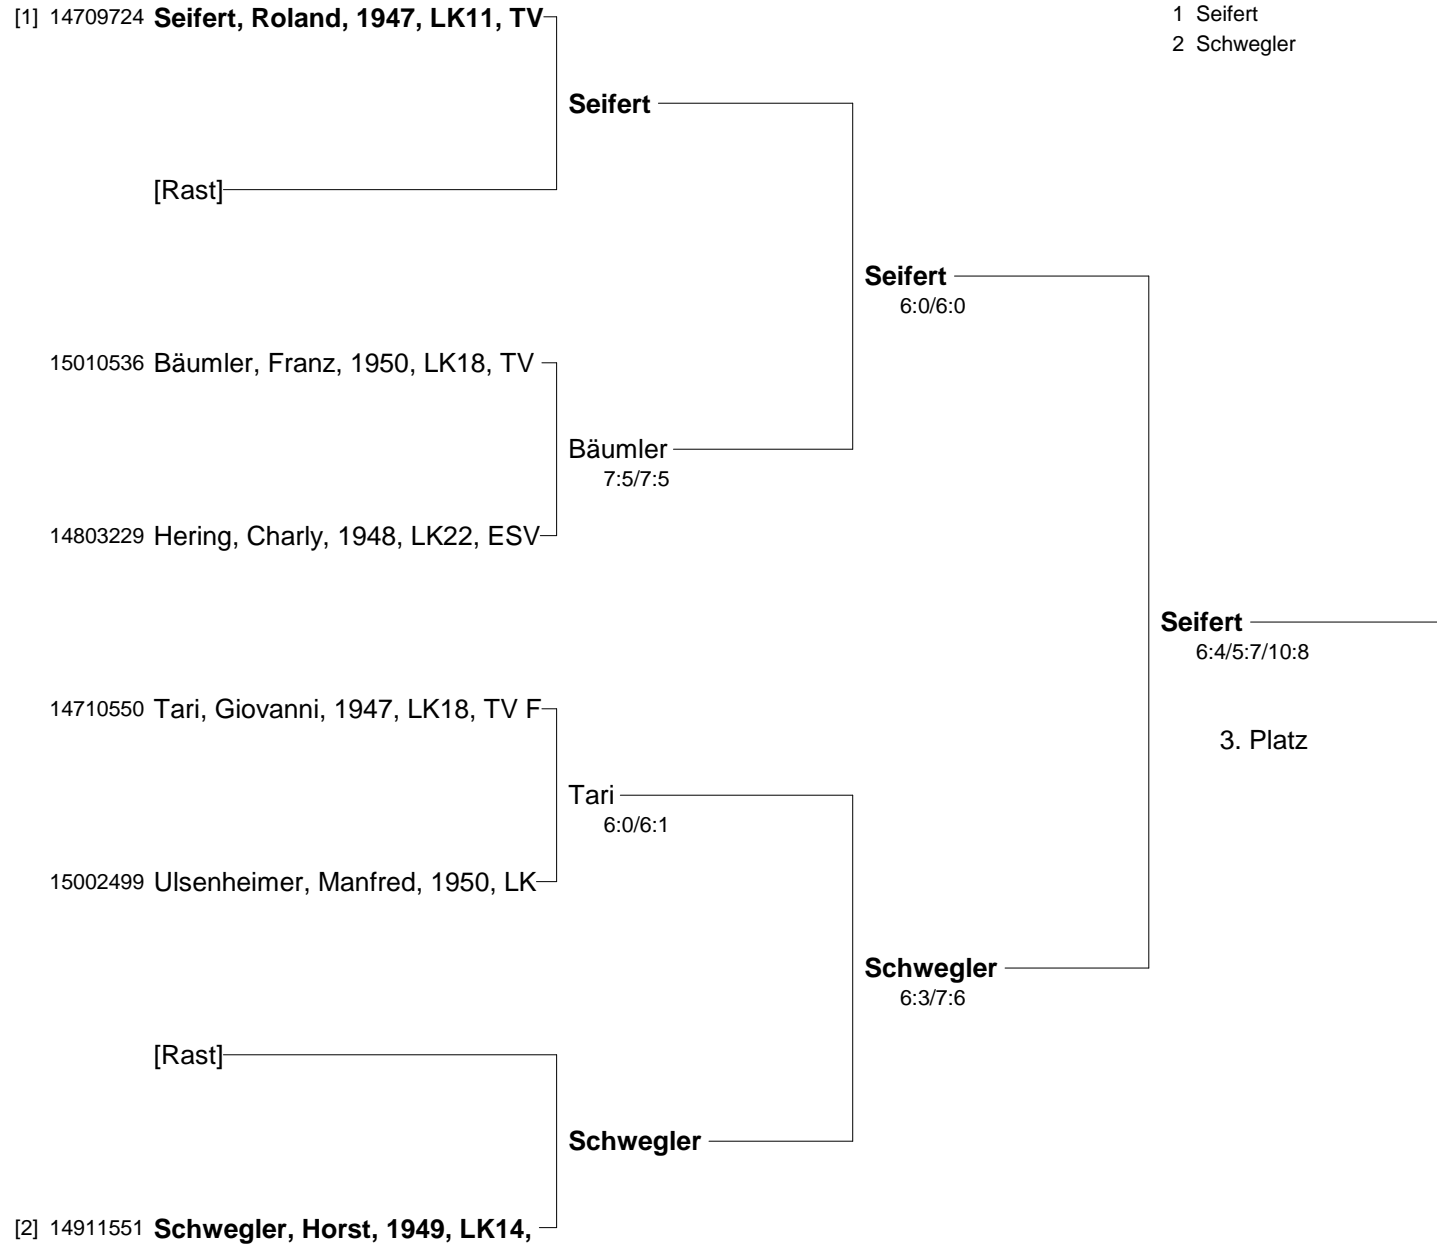 [1] 14709724 Seifert, Roland, 1947, LK11, TV
1 Seifert
2 Schwegler
Seifert
[Rast]
Seifert
6:0/6:0
15010536 Bäumler, Franz, 1950, LK18, TV
Bäumler
7:5/7:5
14803229 Hering, Charly, 1948, LK22, ESV
Seifert
6:4/5:7/10:8
14710550 Tari, Giovanni, 1947, LK18, TV F
3. Platz
Tari
6:0/6:1
15002499 Ulsenheimer, Manfred, 1950, LK
Schwegler
6:3/7:6
[Rast]
Schwegler
[2] 14911551 Schwegler, Horst, 1949, LK14,